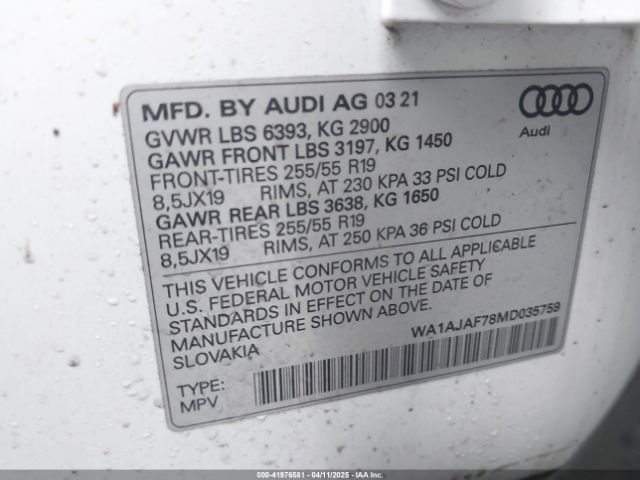 MFD. BY AUDI AG 03 21
GVWR LBS 6393, KG 2900
GAWR FRONT LBS 3197, KG 1450
FRONT-TIRES 255/55 R19
8,5JX19 RIMS, AT 230 KPA 33 PSI COLD
GAWR REAR LBS 3638, KG 1650
REAR-TIRES 255/55 R19
8,5JX19 RIMS, AT 250 KPA 36 PSI COLD
Audi
THIS VEHICLE CONFORMS TO ALL APPLICABLE
U.S. FEDERAL MOTOR VEHICLE SAFETY
STANDARDS IN EFFECT ON THE DATE OF
MANUFACTURE SHOWN ABOVE.
SLOVAKIA
WA1AJAF78MD035759
TYPE:
MPV
000-41976581 - 04/11/2025 - IAA Inc.